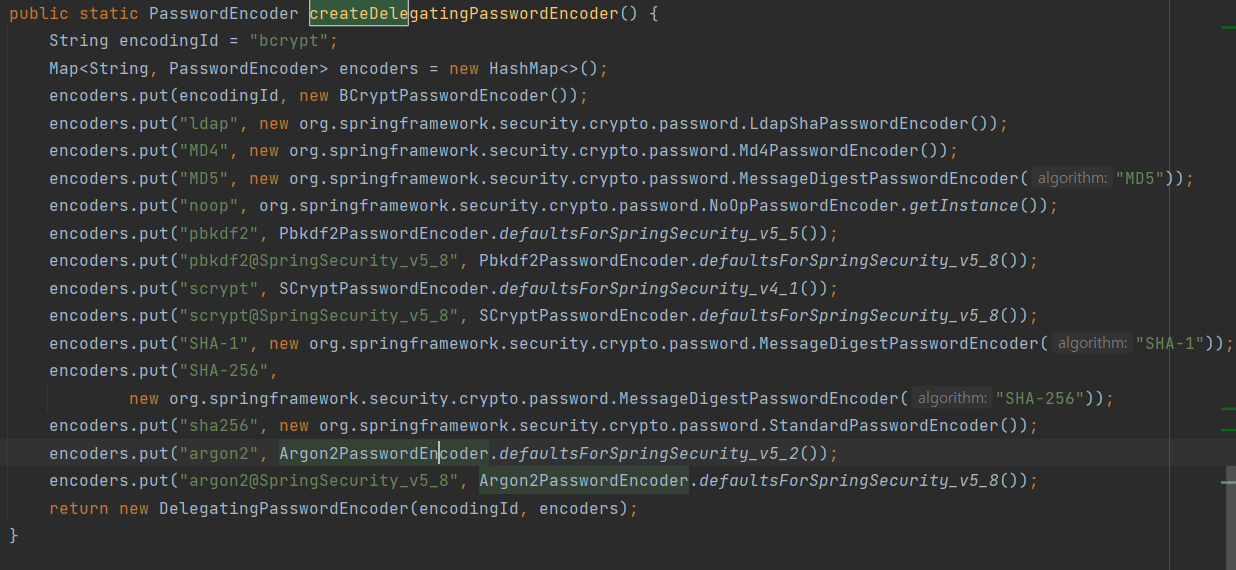 public static PasswordEncoder createDelegatingPasswordEncoder() {
String encodingId = "bcrypt";
Map<String, PasswordEncoder> encoders = new HashMap<>();
encoders.put(encodingId, new BCryptPasswordEncoder());
encoders.put("ldap", new org.springframework.security.crypto.password.LdapShaPasswordEncoder());
encoders.put("MD4", new org.springframework.security.crypto.password.Md4PasswordEncoder());
encoders.put("MD5", new org.springframework.security.crypto.password.MessageDigestPasswordEncoder( algorithm: "MD5"));
encoders.put("noop", org.springframework.security.crypto.password.NoOpPasswordEncoder.getInstance());
encoders.put("pbkdf2", Pbkdf2PasswordEncoder.defaultsForSpringSecurity_v5_5());
encoders.put("pbkdf2@SpringSecurity_v5_8", Pbkdf2PasswordEncoder.defaultsForSpringSecurity_v5_8());
encoders.put("scrypt", SCryptPasswordEncoder.defaultsForSpringSecurity_v4_1());
encoders.put("scrypt@SpringSecurity_v5_8", SCryptPasswordEncoder.defaultsForSpringSecurity_v5_8());
encoders.put("SHA-1", new org.springframework.security.crypto.password.MessageDigestPasswordEncoder( algorithm: "SHA-1"));
encoders.put("SHA-256",
new org.springframework.security.crypto.password.MessageDigestPasswordEncoder( algorithm: "SHA-256"));
encoders.put("sha256", new org.springframework.security.crypto.password.StandardPasswordEncoder());
encoders.put("argon2", Argon2PasswordEncoder.defaultsForSpringSecurity_v5_2());
encoders.put("argon2@SpringSecurity_v5_8", Argon2PasswordEncoder.defaultsForSpringSecurity_v5_8());
return new DelegatingPasswordEncoder(encodingId, encoders);
}